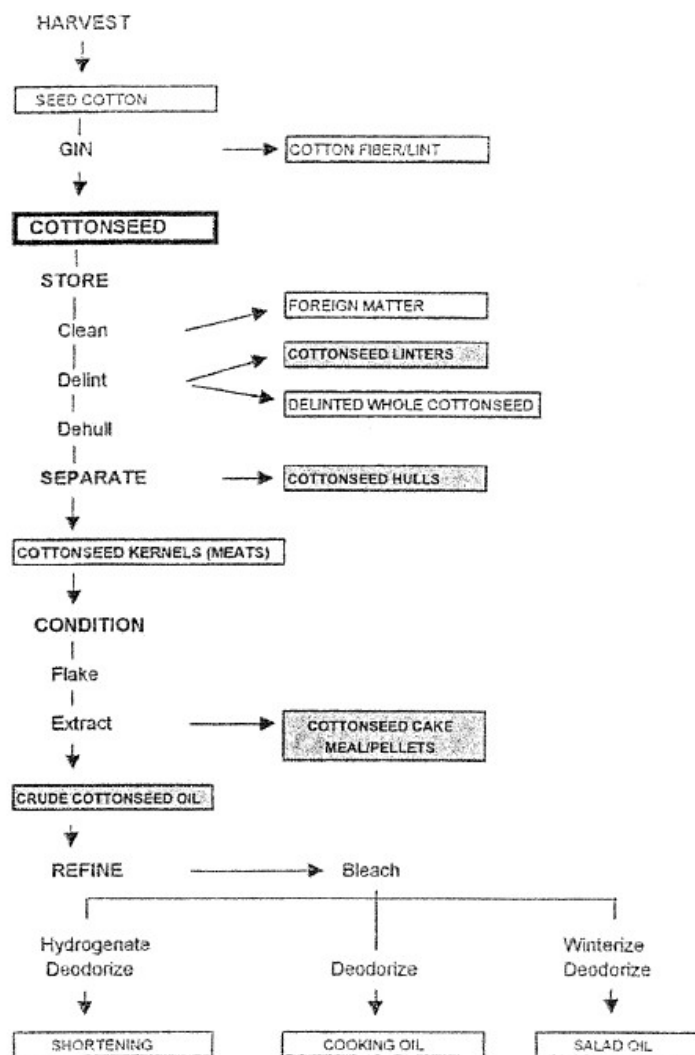 HARVEST
SEED COTTON
GIN
COTTON FIBER/LINT
COTTONSEED
STORE
FOREIGN MATTER
Clean
COTTONSEED LINTERS
Delint
DELINTED WHOLE COTTONSEED
Dehull
SEPARATE
COTTONSEED HULLS
COTTONSEED KERNELS (MEATS)
CONDITION
Flake
Extract
COTTONSEED CAKE
MEAL/PELLETS
CRUDE COTTONSEED OIL
REFINE
Bleach
Hydrogenate
Deodorize
Deodorize
Winterize
Deodorize
SHORTENING
COOKING OIL
SALAD OIL